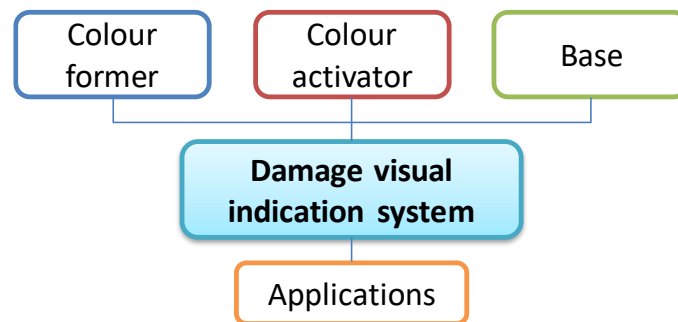 Colour
former
Colour
activator
Base
Damage visual
indication system
Applications